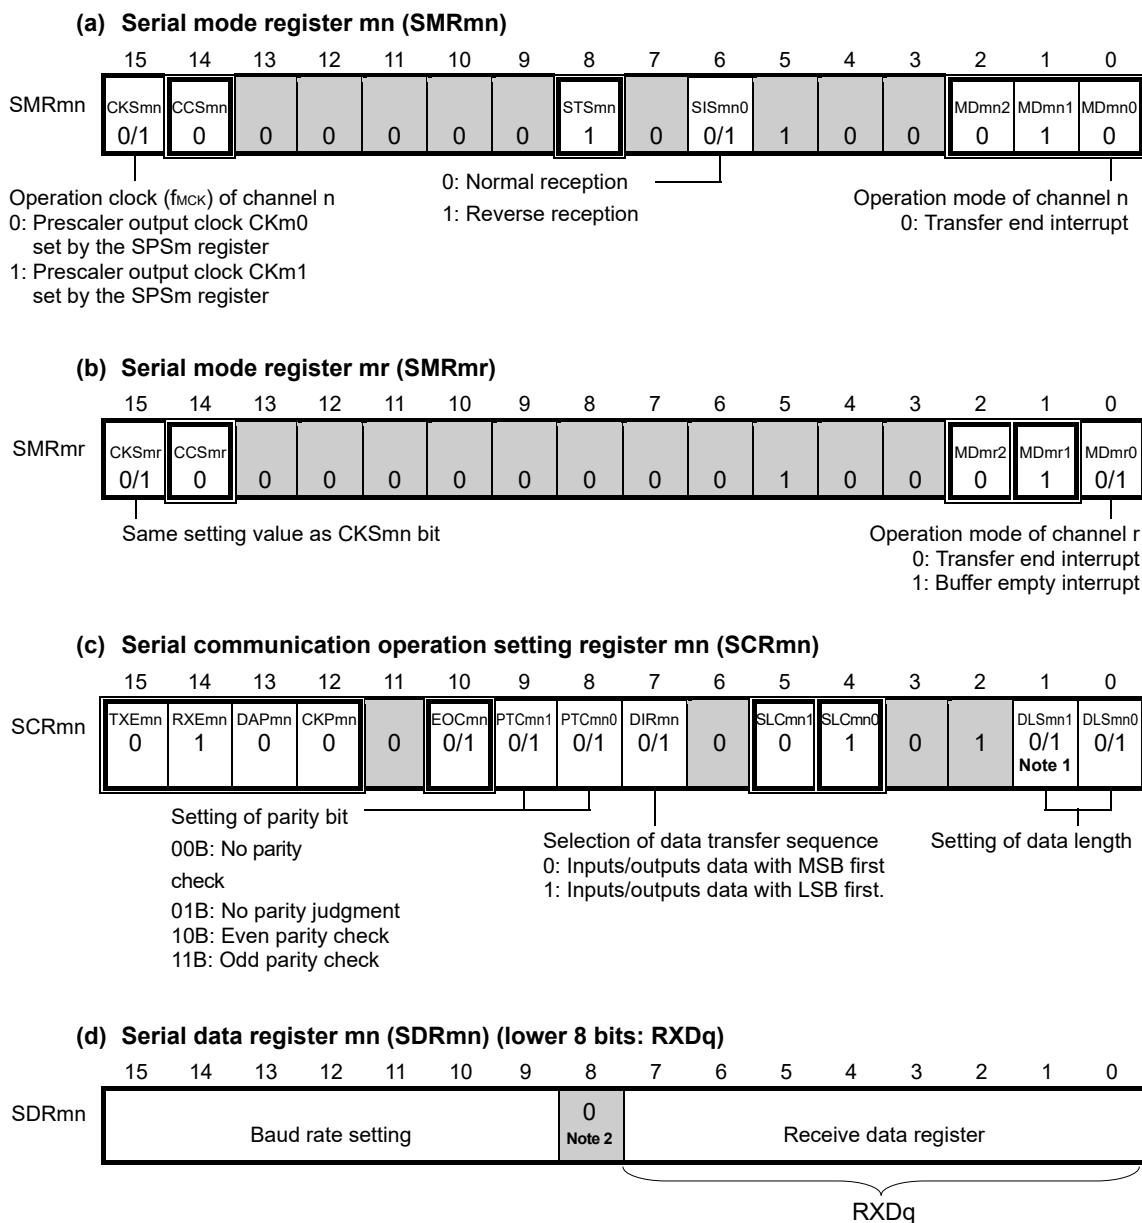 (a) Serial mode register mn (SMRmn)
15 14 13 12 11 10 9 8 7 6 5 4 3 2 1 0
SMRmn
CKSmn CCSmn STSmn SISmn0 MDmn2 MDmn1 MDmn0
0/1 0 0 0 0 0 0 1 0 0/1 1 0 0 0 1 0
Operation clock (fMCK) of channel n
0: Prescaler output clock CKm0
set by the SPSm register
1: Prescaler output clock CKm1
set by the SPSm register
0: Normal reception
1: Reverse reception
Operation mode of channel n
0: Transfer end interrupt
(b) Serial mode register mr (SMRmr)
15 14 13 12 11 10 9 8 7 6 5 4 3 2 1 0
SMRmr
CKSmr CCSmr MDmr2 MDmr1 MDmr0
0/1 0 0 0 0 0 0 0 0 0 1 0 0 0 1 0/1
Same setting value as CKSmn bit
Operation mode of channel r
0: Transfer end interrupt
1: Buffer empty interrupt
(c) Serial communication operation setting register mn (SCRmn)
15 14 13 12 11 10 9 8 7 6 5 4 3 2 1 0
SCRmn
TXEmn RXEmn DAPmn CKPmn EOCmn PTCmn1 PTCmn0 DIRmn SLCmn1 SLCmn0 DLSmn1 DLSmn0
0 1 0 0 0 0/1 0/1 0/1 0/1 0 0 1 0 1 0/1 0/1
Note 1
Setting of parity bit
00B: No parity
check
01B: No parity judgment
10B: Even parity check
11B: Odd parity check
Selection of data transfer sequence
0: Inputs/outputs data with MSB first
1: Inputs/outputs data with LSB first.
Setting of data length
(d) Serial data register mn (SDRmn) (lower 8 bits: RXDq)
15 14 13 12 11 10 9 8 7 6 5 4 3 2 1 0
SDRmn
Baud rate setting
0
Note 2
Receive data register
RXDq